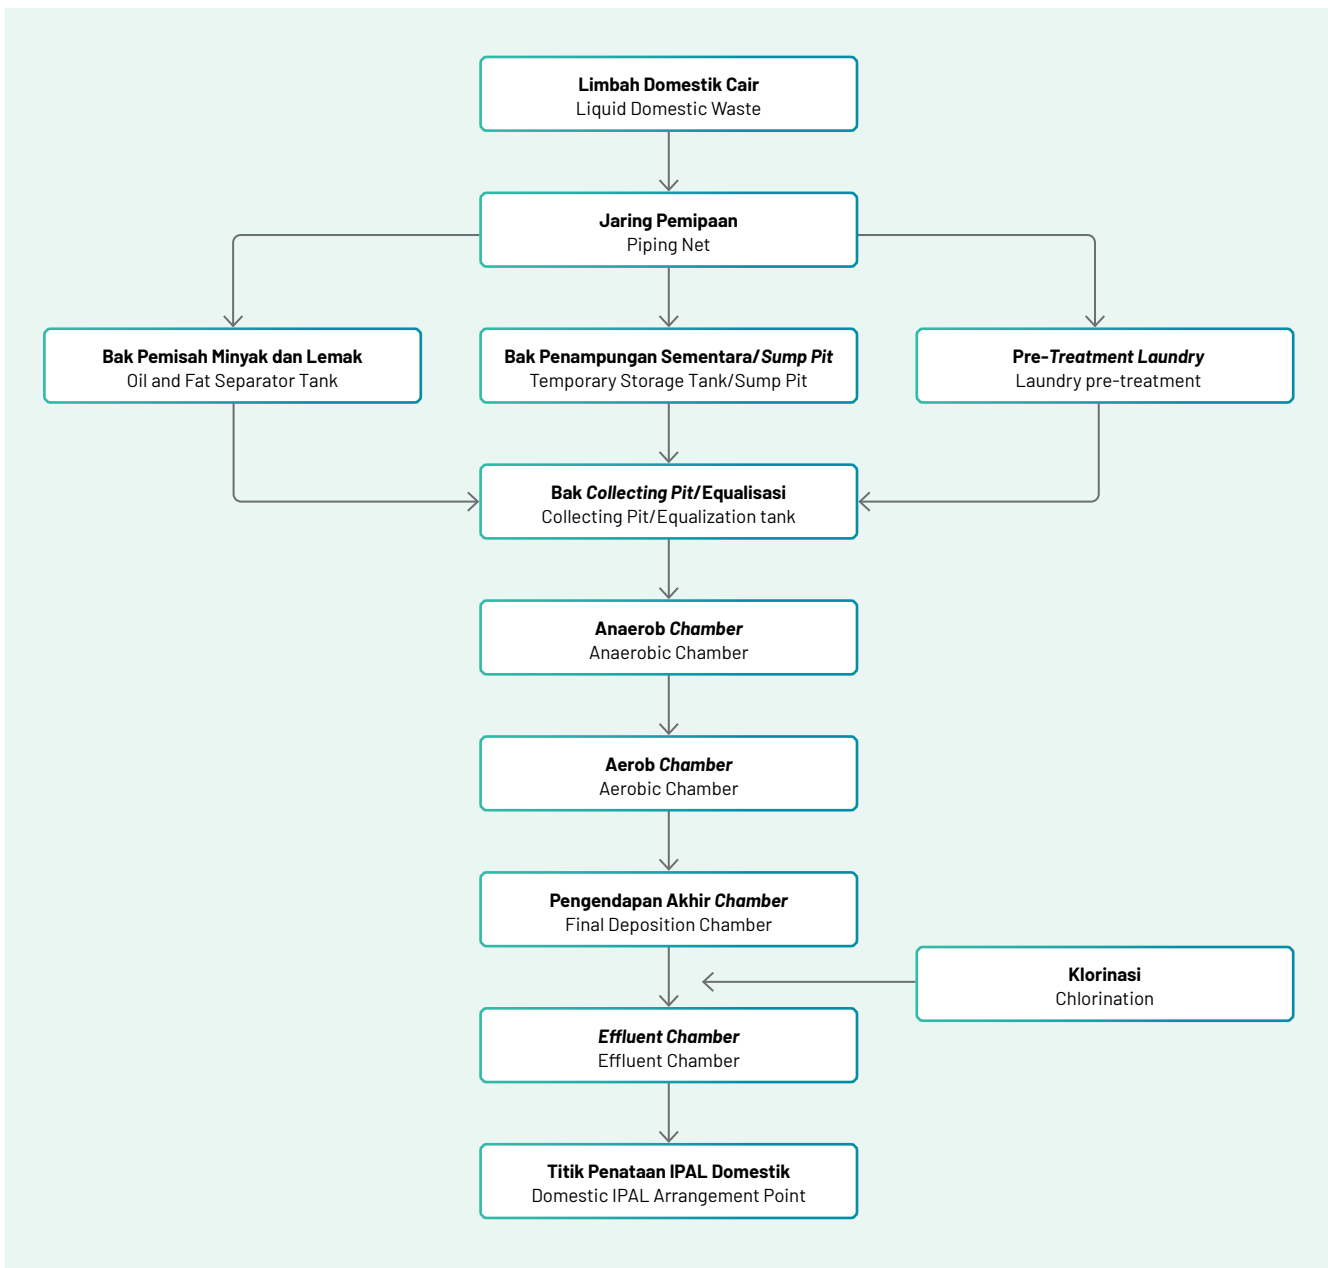 Limbah Domestik Cair
Liquid Domestic Waste
Jaring Pemipaan
Piping Net
Bak Pemisah Minyak dan Lemak
Oil and Fat Separator Tank
Bak Penampungan Sementara/Sump Pit
Temporary Storage Tank/Sump Pit
Pre-Treatment Laundry
Laundry pre-treatment
Bak Collecting Pit/Equalisasi
Collecting Pit/Equalization tank
Anaerob Chamber
Anaerobic Chamber
Aerob Chamber
Aerobic Chamber
Pengendapan Akhir Chamber
Final Deposition Chamber
Klorinasi
Chlorination
Effluent Chamber
Effluent Chamber
Titik Penataan IPAL Domestik
Domestic IPAL Arrangement Point